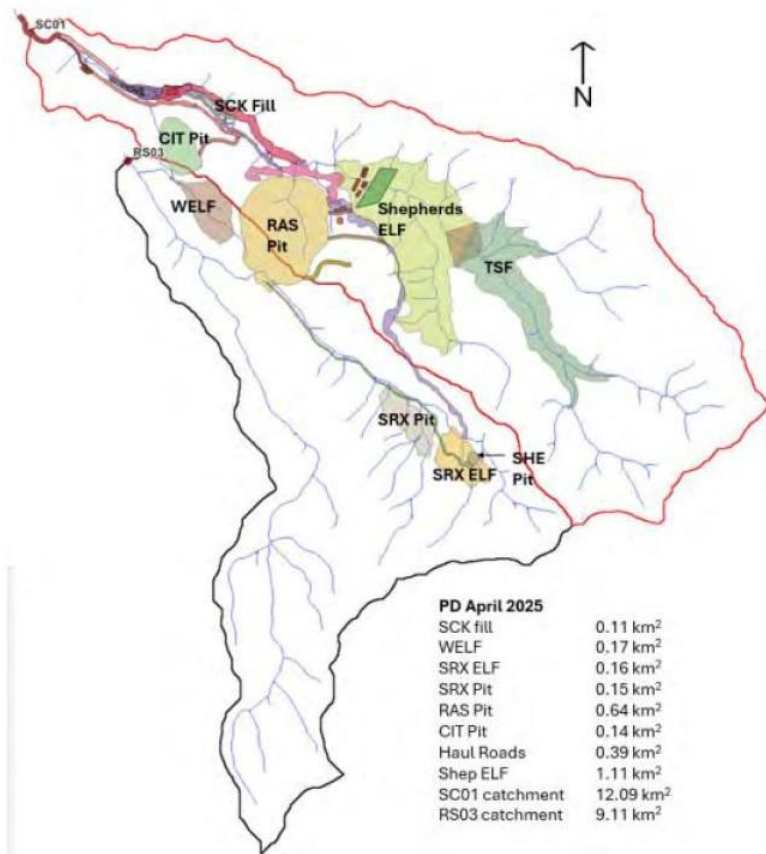 SC01
SCK Fill
CIT Pit
RS03
N
WELF
RAS
Pit
Shepherds
ELF
TSF
SRX Pit
SHE
Pit
SRX ELF
PD April 2025
SCK fill 0.11 km²
WELF 0.17 km²
SRX ELF 0.16 km²
SRX Pit 0.15 km²
RAS Pit 0.64 km²
CIT Pit 0.14 km²
Haul Roads 0.39 km²
Shep ELF 1.11 km²
SC01 catchment 12.09 km²
RS03 catchment 9.11 km²